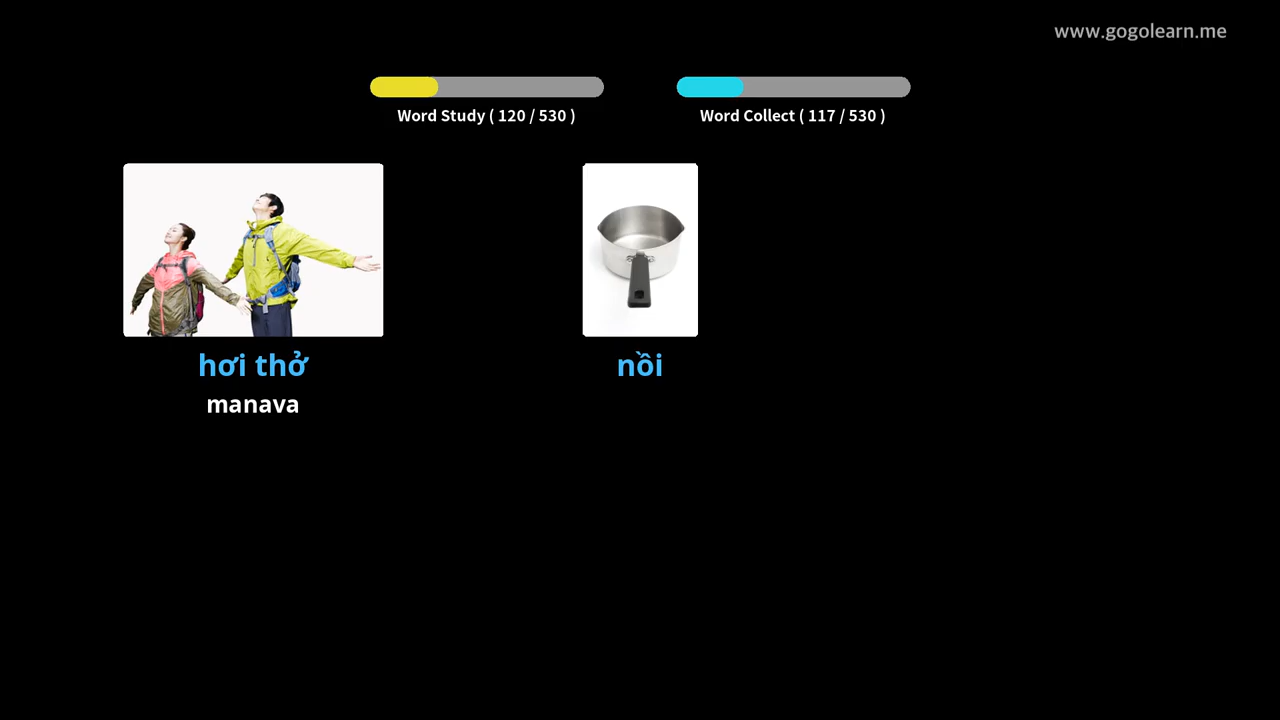 www.gogolearn.me
Word Study ( 120 / 530 )
Word Collect ( 117 / 530 )
hơi thở
manava
nồi